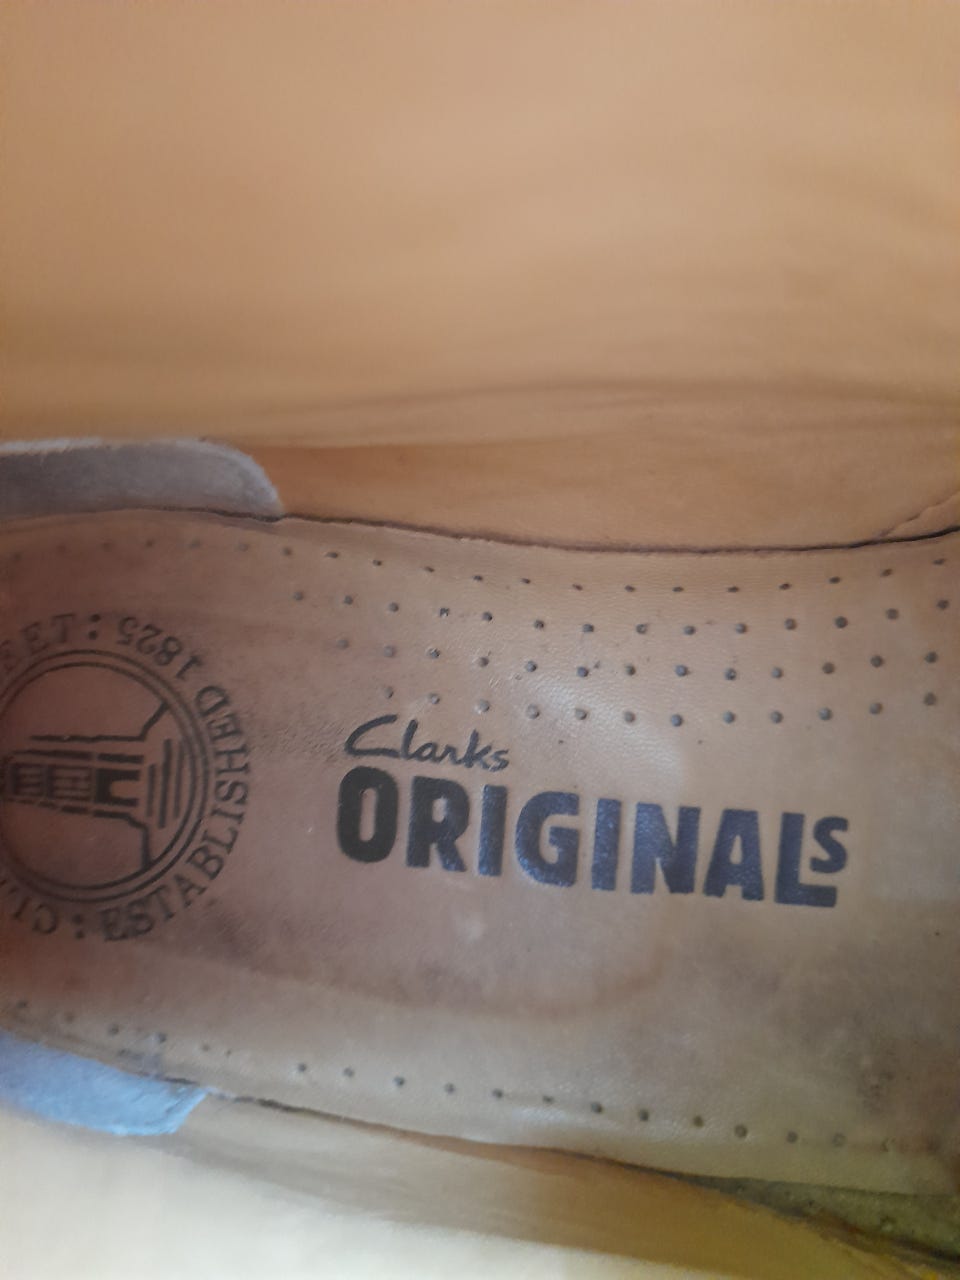 ESTABLISHED 1825 :
Clarks
ORIGINALS